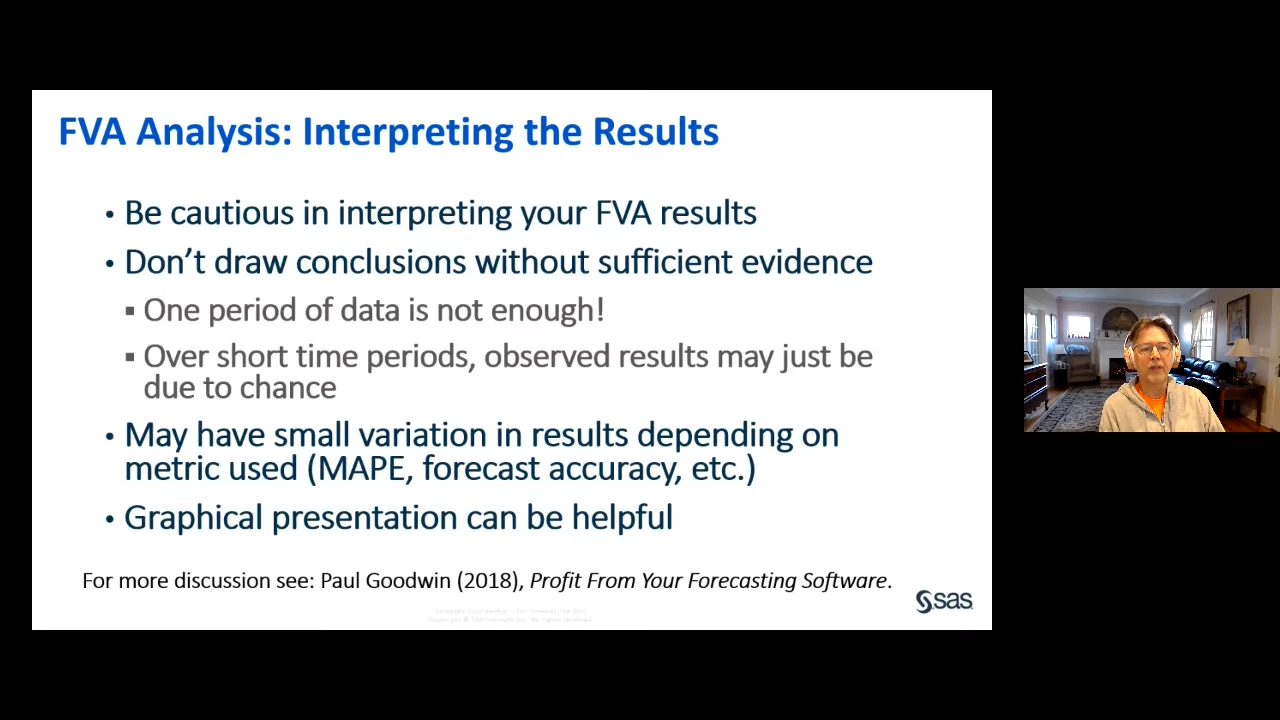 FVA Analysis: Interpreting the Results
• Be cautious in interpreting your FVA results
• Don’t draw conclusions without sufficient evidence
▪ One period of data is not enough!
▪ Over short time periods, observed results may just be
due to chance
• May have small variation in results depending on
metric used (MAPE, forecast accuracy, etc.)
• Graphical presentation can be helpful
For more discussion see: Paul Goodwin (2018), Profit From Your Forecasting Software.
sas